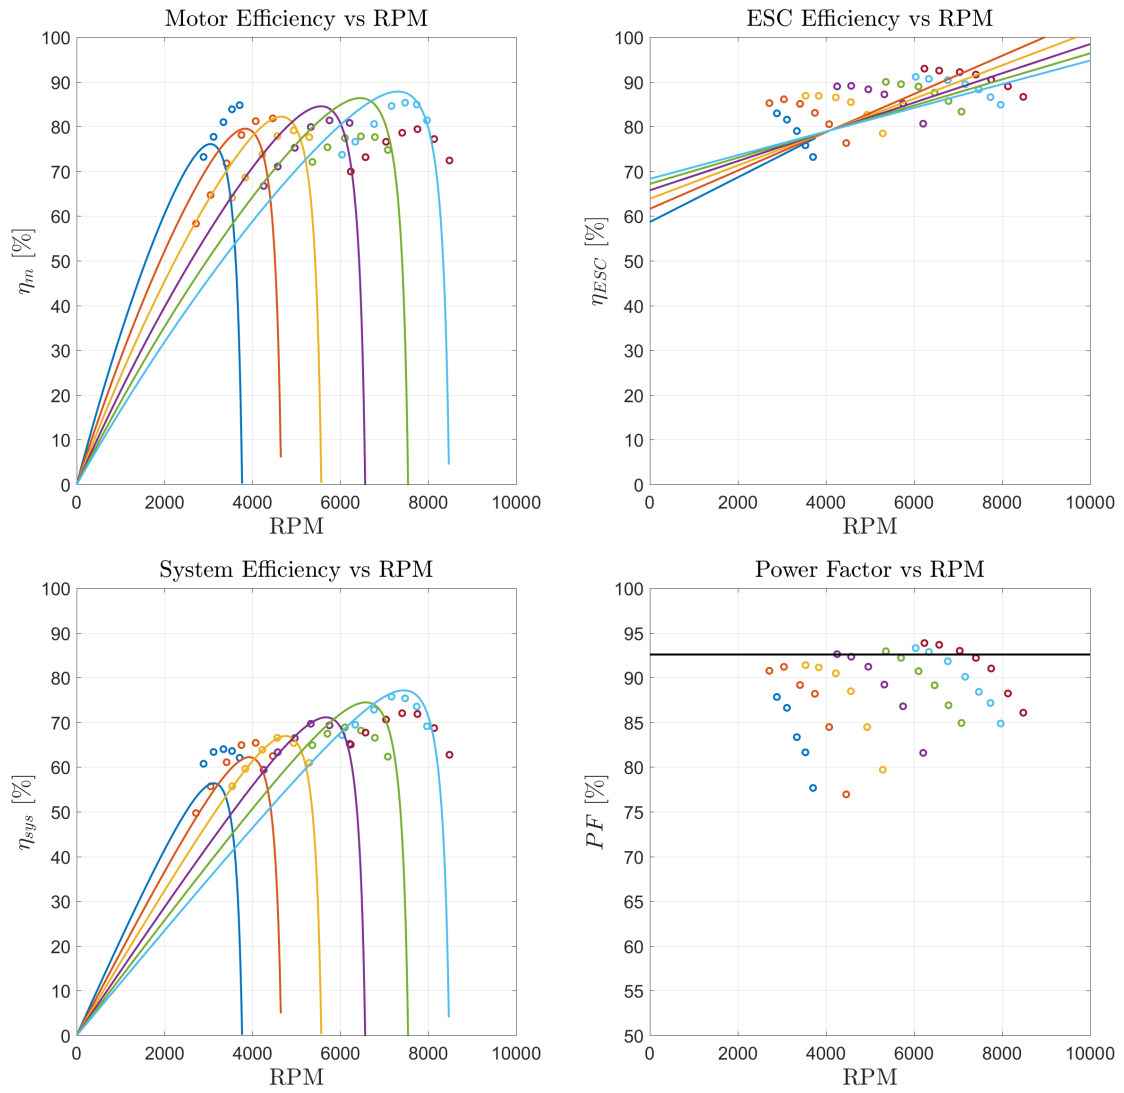 Motor Efficiency vs RPM
100
90
80
70
60
50
40
30
20
10
0
η_m [%]
0 2000 4000 6000 8000 10000
RPM
ESC Efficiency vs RPM
100
90
80
70
60
50
40
30
20
10
0
η_ESC [%]
0 2000 4000 6000 8000 10000
RPM
System Efficiency vs RPM
100
90
80
70
60
50
40
30
20
10
0
η_sys [%]
0 2000 4000 6000 8000 10000
RPM
Power Factor vs RPM
100
95
90
85
80
75
70
65
60
55
50
PF [%]
0 2000 4000 6000 8000 10000
RPM